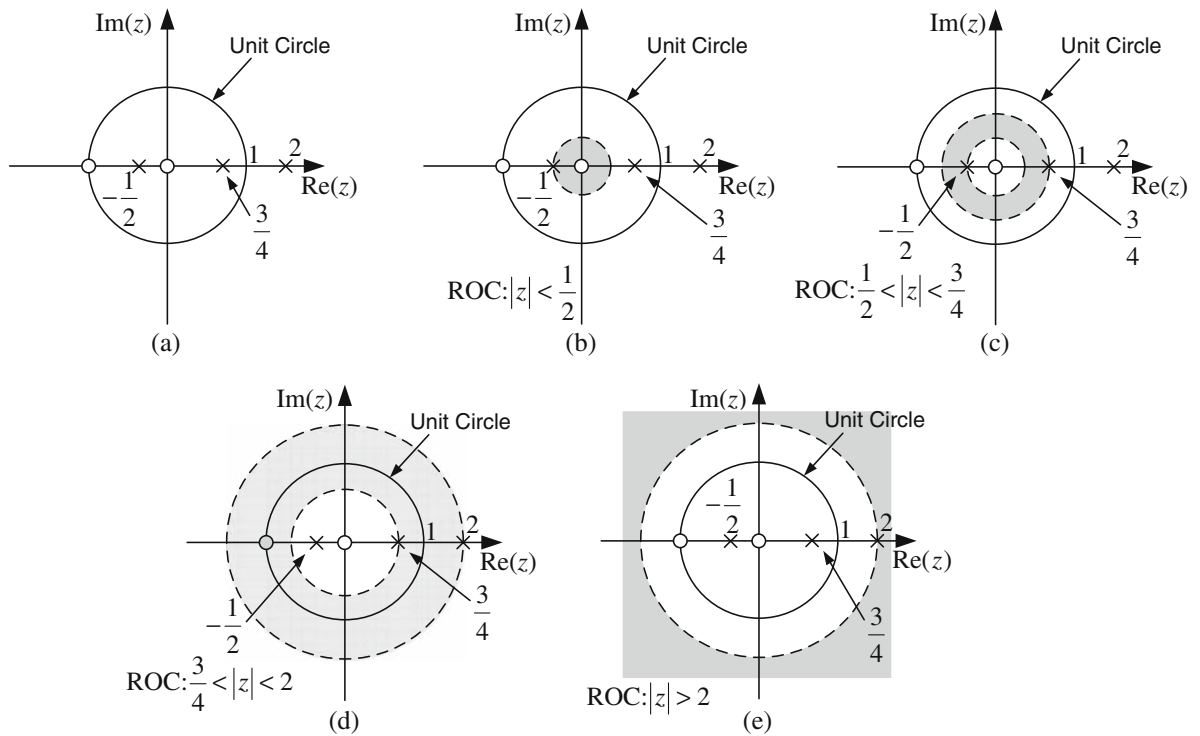 Im(z)
Unit Circle
1
2
Re(z)
−1/2
3/4
(a)
Im(z)
Unit Circle
1
2
Re(z)
−1/2
3/4
ROC:|z| < 1/2
(b)
Im(z)
Unit Circle
1
2
Re(z)
−1/2
3/4
ROC: 1/2 < |z| < 3/4
(c)
Im(z)
Unit Circle
1
2
Re(z)
−1/2
3/4
ROC: 3/4 < |z| < 2
(d)
Im(z)
Unit Circle
−1/2
1
2
Re(z)
3/4
ROC:|z| > 2
(e)